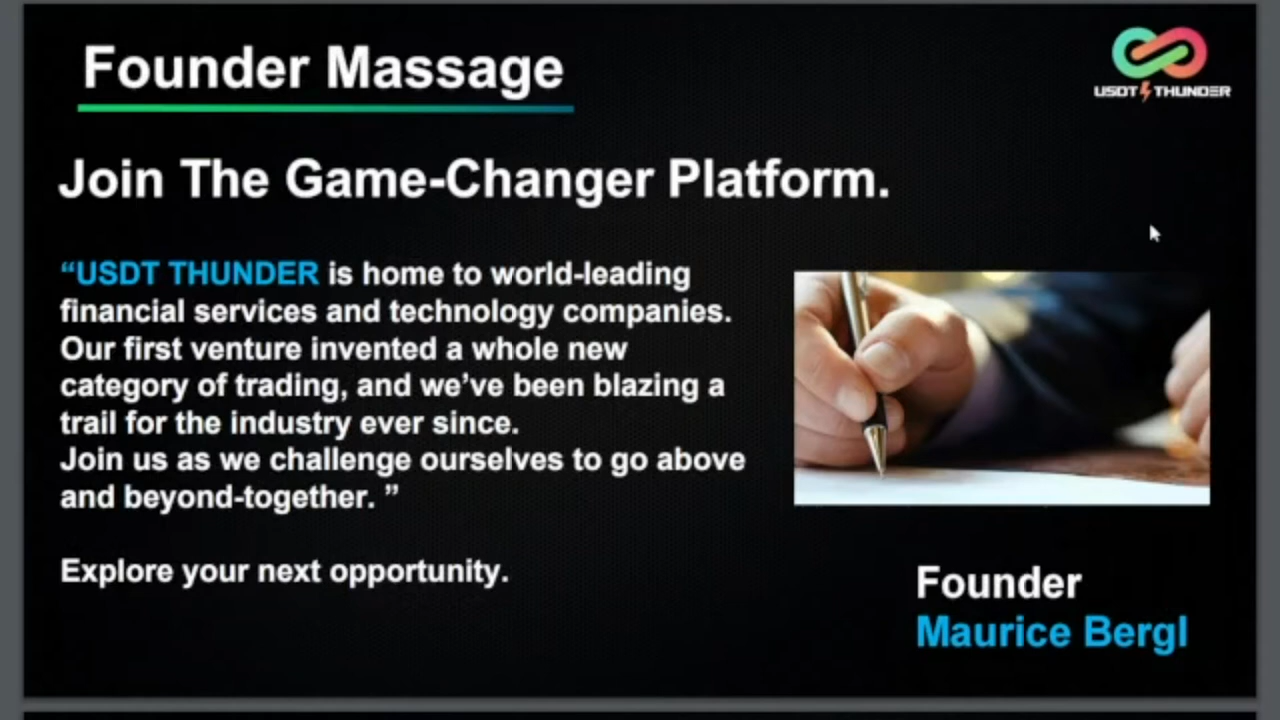 Founder Massage
USDT THUNDER
Join The Game-Changer Platform.
“USDT THUNDER is home to world-leading
financial services and technology companies.
Our first venture invented a whole new
category of trading, and we’ve been blazing a
trail for the industry ever since.
Join us as we challenge ourselves to go above
and beyond-together. ”
Explore your next opportunity.
Founder
Maurice Bergl